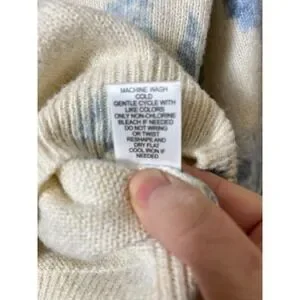 MACHINE WASH
COLD
GENTLE CYCLE WITH
LIKE COLORS
ONLY NON-CHLORINE
BLEACH IF NEEDED
DO NOT WRING
OR TWIST
RESHAPE AND
DRY FLAT
COOL IRON IF
NEEDED